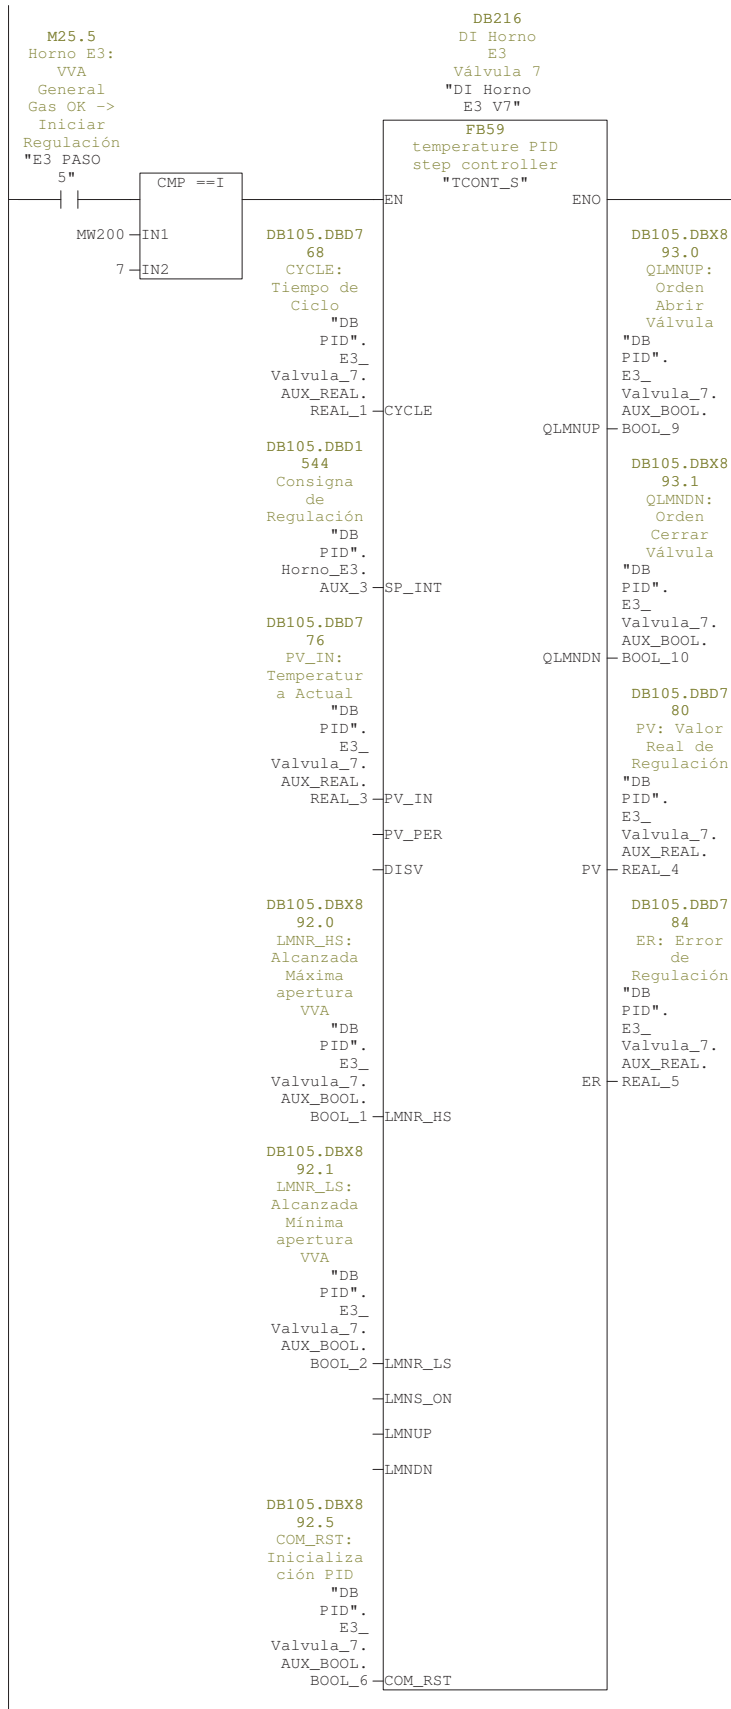 M25.5
Horno E3:
VVA
General
Gas OK ->
Iniciar
Regulación
"E3 PASO
5"
CMP ==I
MW200
IN1
7
IN2
DB216
DI Horno
E3
Válvula 7
"DI Horno
E3 V7"
FB59
temperature PID
step controller
"TCONT_S"
EN
ENO
DB105.DBD7
68
CYCLE:
Tiempo de
Ciclo
"DB
PID".
E3_
Valvula_7.
AUX_REAL.
REAL_1
CYCLE
DB105.DBX8
93.0
QLMNUP:
Orden
Abrir
Válvula
"DB
PID".
E3_
Valvula_7.
AUX_BOOL.
QLMNUP
BOOL_9
DB105.DBD1
544
Consigna
de
Regulación
"DB
PID".
Horno_E3.
AUX_3
SP_INT
DB105.DBX8
93.1
QLMNDN:
Orden
Cerrar
Válvula
"DB
PID".
E3_
Valvula_7.
AUX_BOOL.
QLMNDN
BOOL_10
DB105.DBD7
76
PV_IN:
Temperatur
a Actual
"DB
PID".
E3_
Valvula_7.
AUX_REAL.
REAL_3
PV_IN
PV_PER
DISV
DB105.DBD7
80
PV: Valor
Real de
Regulación
"DB
PID".
E3_
Valvula_7.
AUX_REAL.
PV
REAL_4
DB105.DBX8
92.0
LMNR_HS:
Alcanzada
Máxima
apertura
VVA
"DB
PID".
E3_
Valvula_7.
AUX_BOOL.
BOOL_1
LMNR_HS
DB105.DBD7
84
ER: Error
de
Regulación
"DB
PID".
E3_
Valvula_7.
AUX_REAL.
ER
REAL_5
DB105.DBX8
92.1
LMNR_LS:
Alcanzada
Mínima
apertura
VVA
"DB
PID".
E3_
Valvula_7.
AUX_BOOL.
BOOL_2
LMNR_LS
LMNS_ON
LMNUP
LMNDN
DB105.DBX8
92.5
COM_RST:
Inicializa
ción PID
"DB
PID".
E3_
Valvula_7.
AUX_BOOL.
BOOL_6
COM_RST